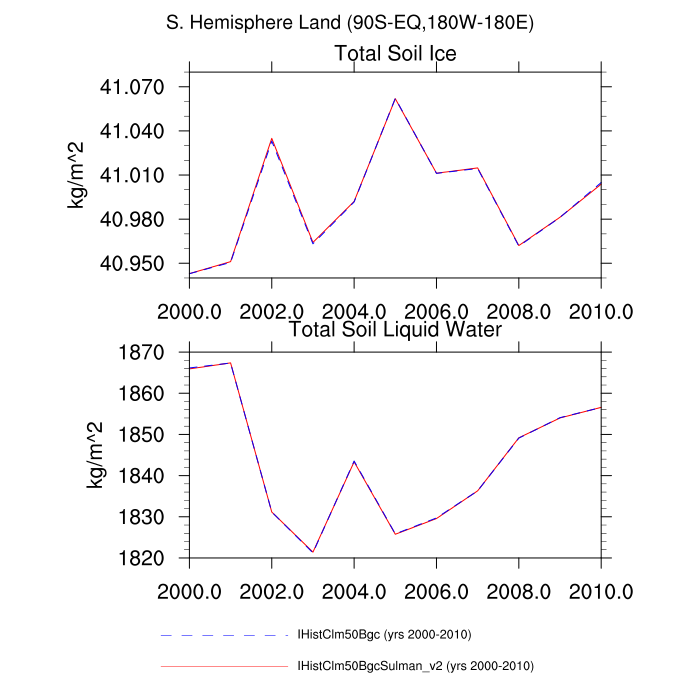 S. Hemisphere Land (90S-EQ,180W-180E)
Total Soil Ice
41.070
41.040
41.010
40.980
40.950
kg/m^2
2000.0 2002.0 2004.0 2006.0 2008.0 2010.0
Total Soil Liquid Water
1870
1860
1850
1840
1830
1820
kg/m^2
2000.0 2002.0 2004.0 2006.0 2008.0 2010.0
IHistClm50Bgc (yrs 2000-2010)
IHistClm50BgcSulman_v2 (yrs 2000-2010)